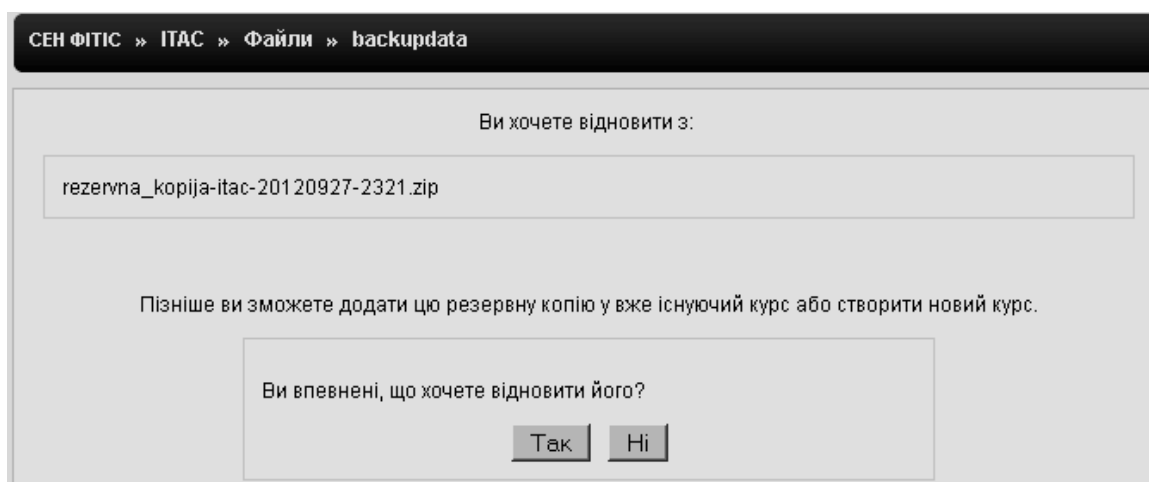 СЕН ФІТІС » ІТАС » Файли » backupdata
Ви хочете відновити з:
rezervna_kopija-itac-20120927-2321.zip
Пізніше ви зможете додати цю резервну копію у вже існуючий курс або створити новий курс.
Ви впевнені, що хочете відновити його?
Так Ні